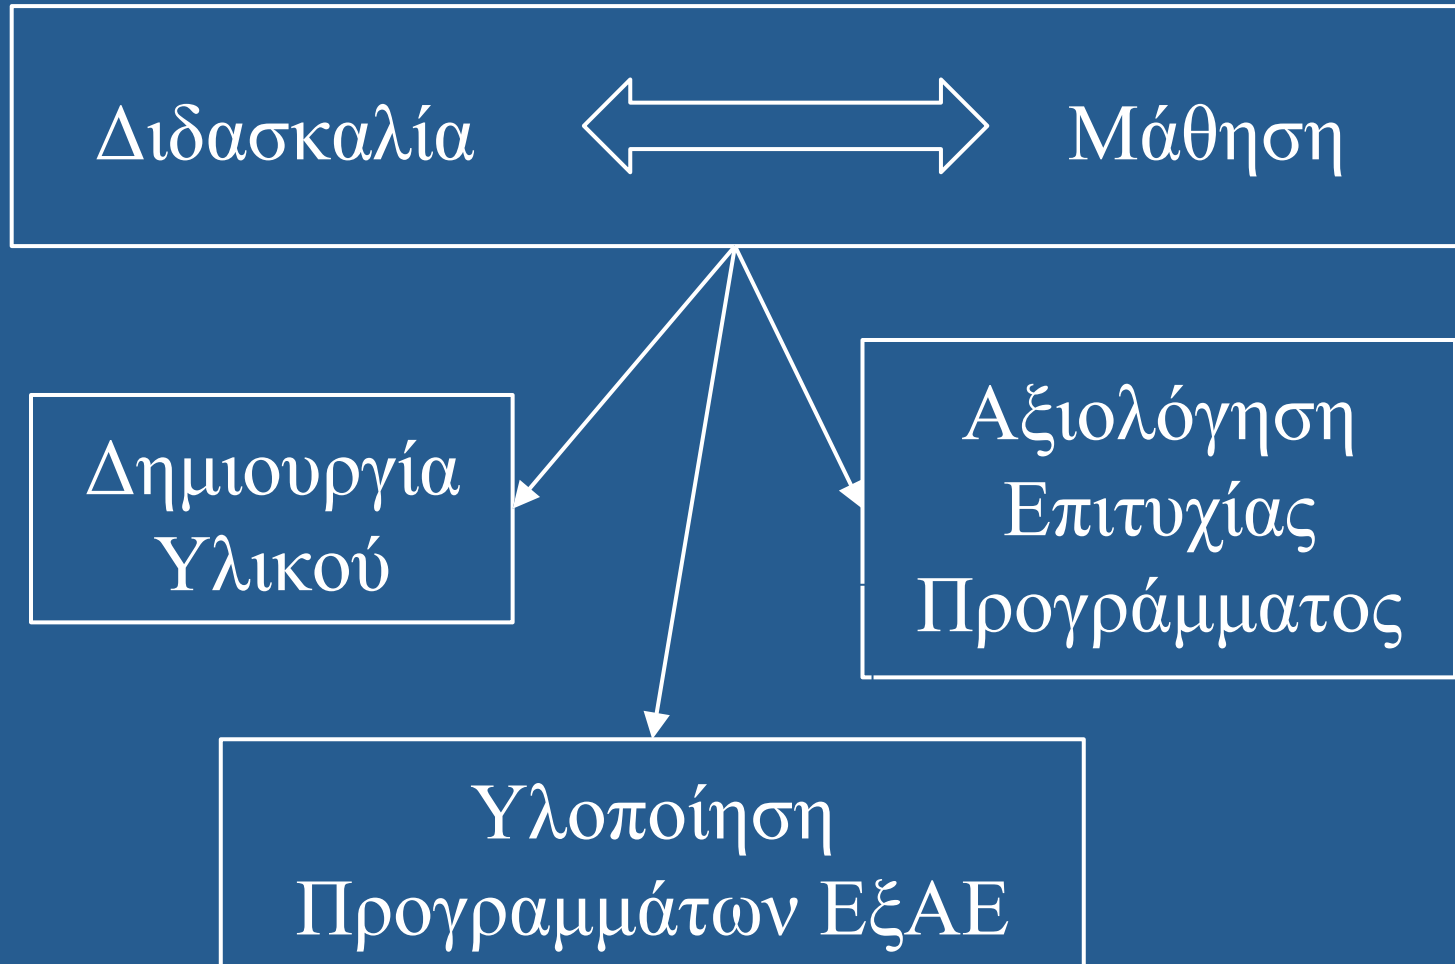 Διδασκαλία Μάθηση
Δημιουργία
Υλικού
Αξιολόγηση
Επιτυχίας
Προγράμματος
Υλοποίηση
Προγραμμάτων ΕξΑΕ